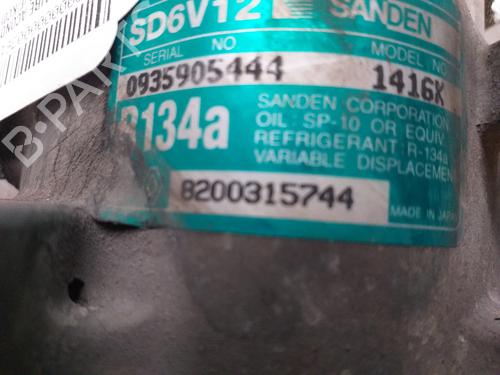 SD6V12 SANDEN
SERIAL NO MODEL NO
0935905444 1416K
R134a
SANDEN CORPORATION
OIL: SP-10 OR EQUIV
REFRIGERANT: R-134a
VARIABLE DISPLACEMEN
8200315744
MADE IN JAPAN
B-PARTS